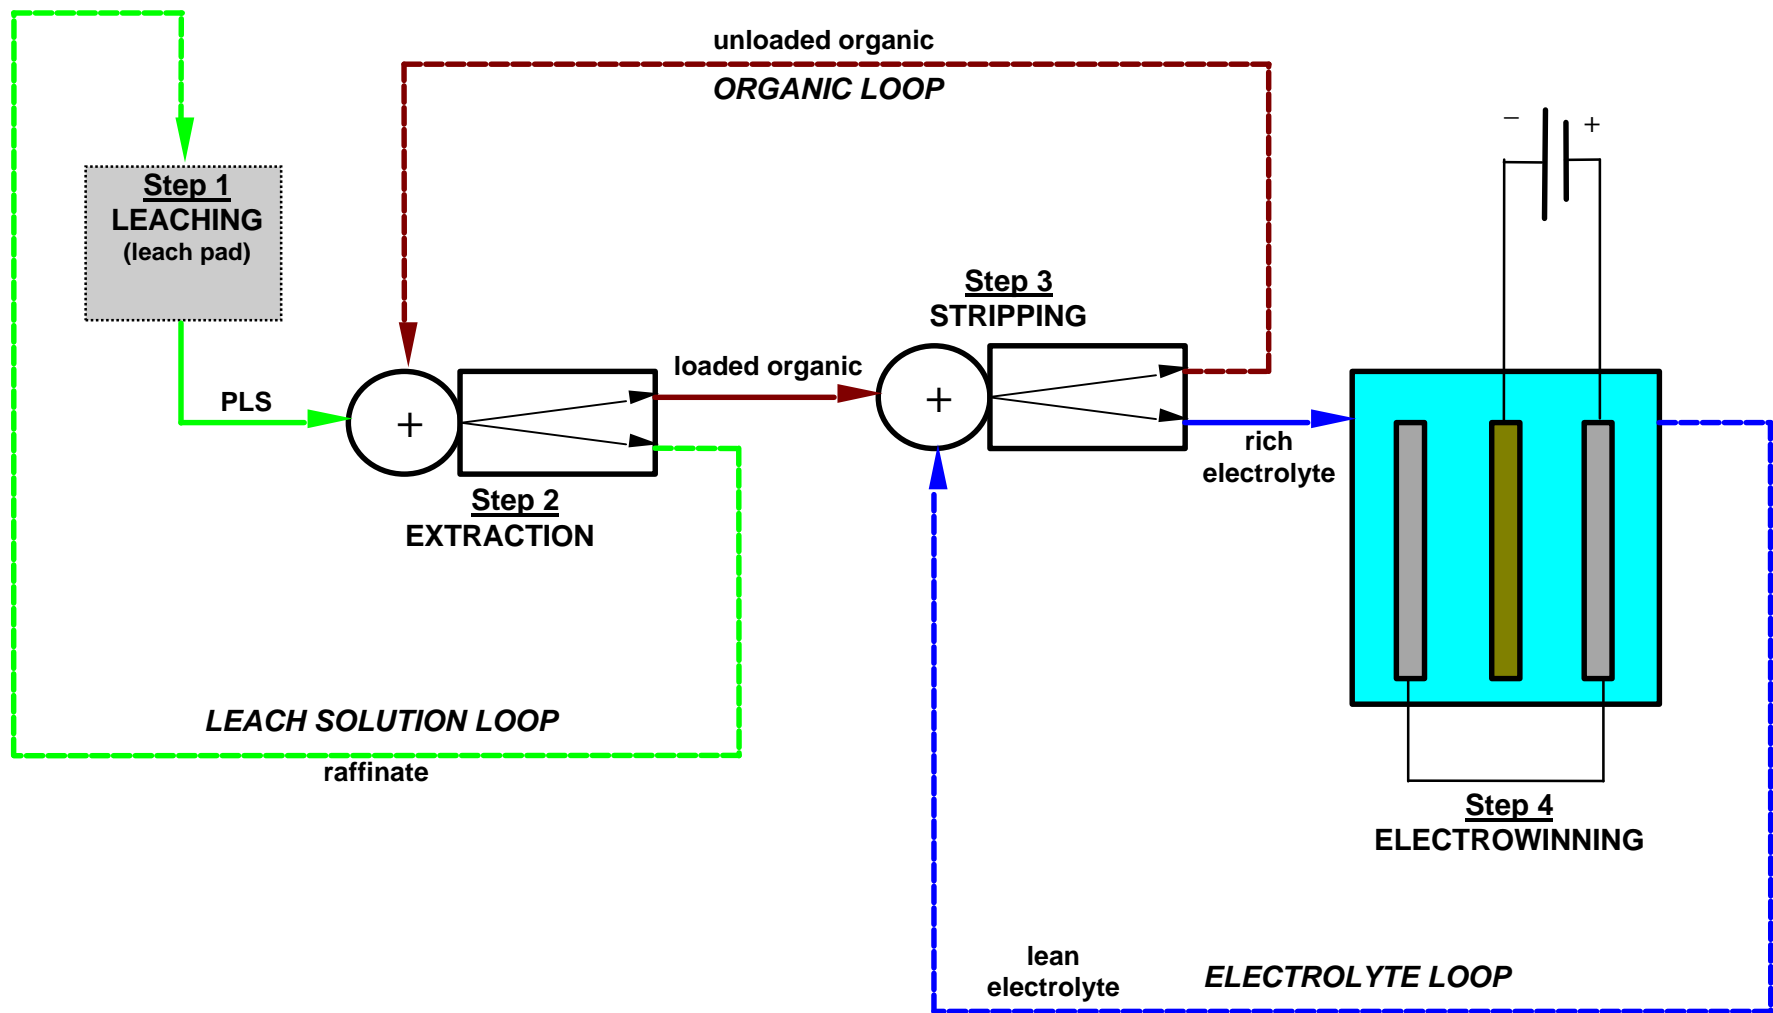 unloaded organic
ORGANIC LOOP
− +
Step 1
LEACHING
(leach pad)
Step 3
STRIPPING
loaded organic
PLS
+
+
rich
electrolyte
Step 2
EXTRACTION
LEACH SOLUTION LOOP
raffinate
Step 4
ELECTROWINNING
lean
electrolyte
ELECTROLYTE LOOP